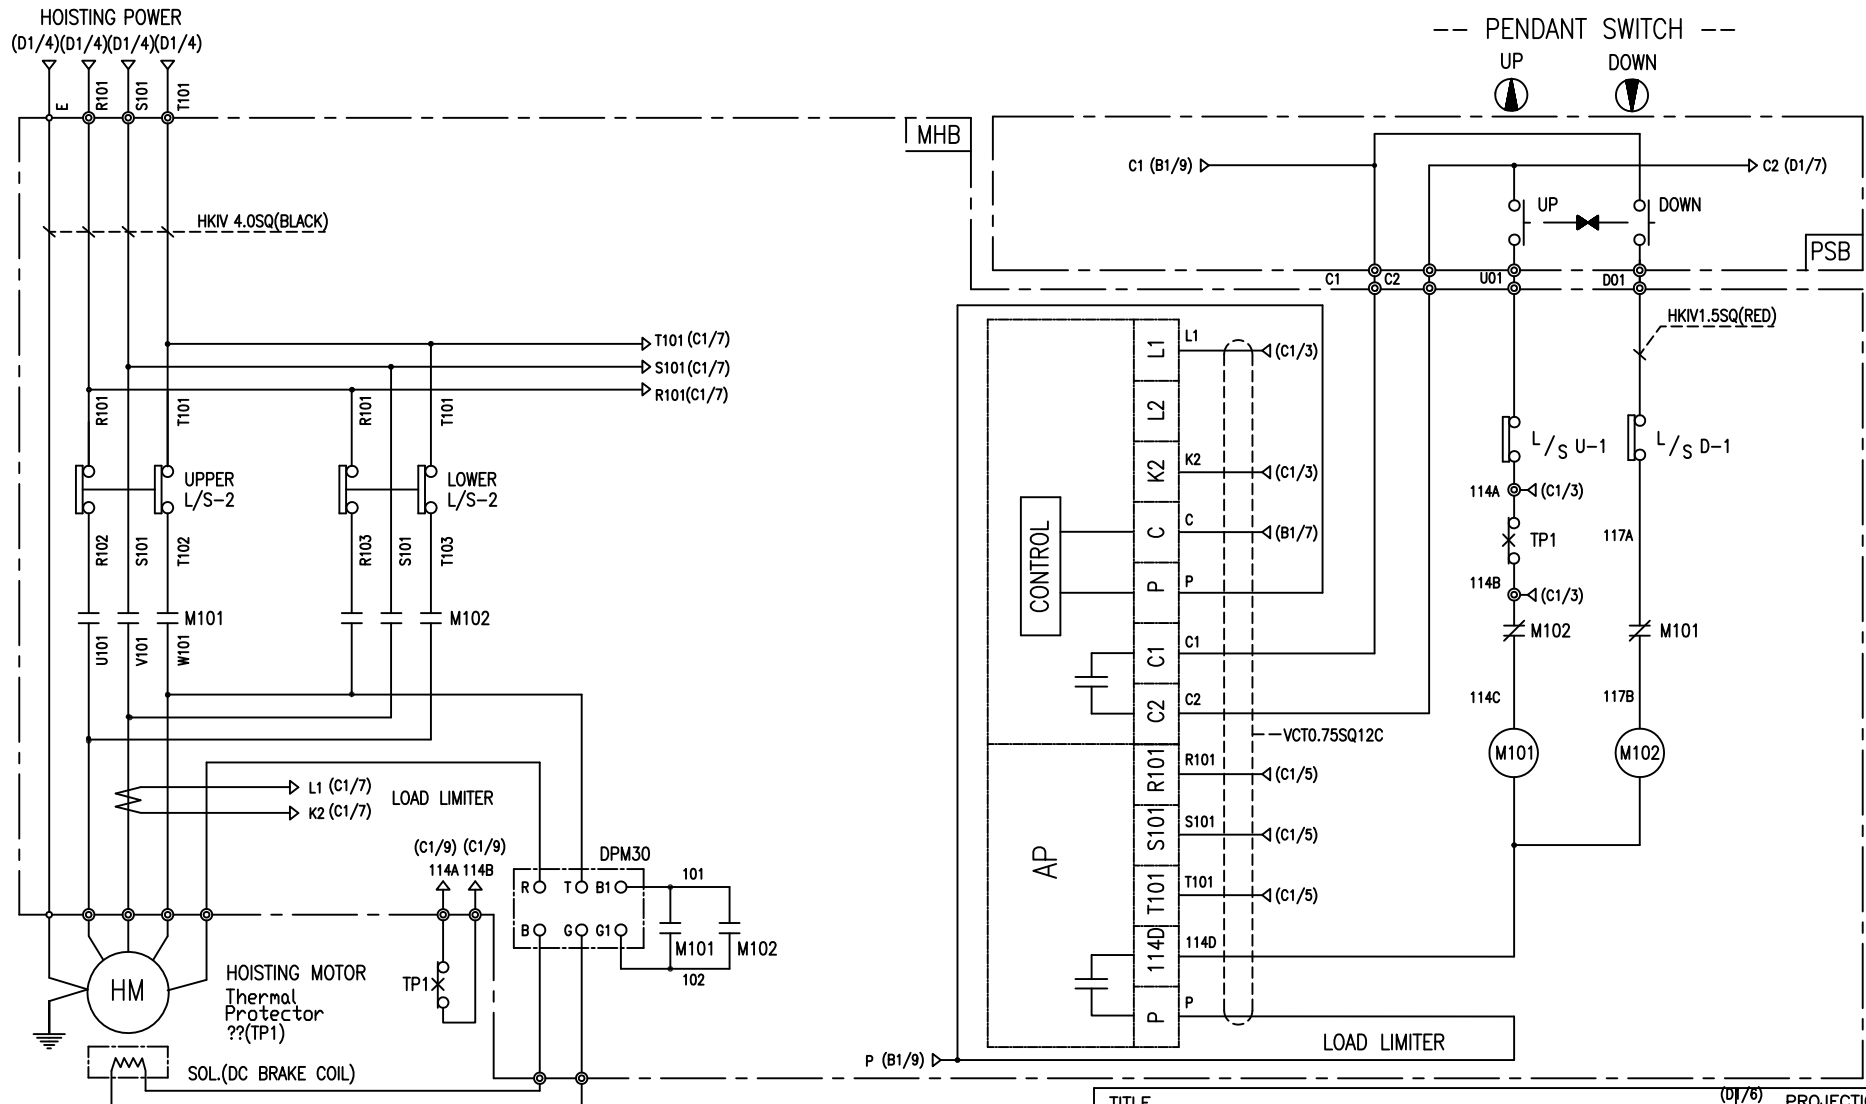 HOISTING POWER
(D1/4)(D1/4)(D1/4)(D1/4)
E
R101
S101
T101
MHB
HKIV 4.0SQ(BLACK)
T101 (C1/7)
S101(C1/7)
R101(C1/7)
R101
T101
R101
T101
UPPER
L/S-2
LOWER
L/S-2
R102
S101
T102
R103
S101
T103
M101
M102
U101
V101
W101
L1 (C1/7)
K2 (C1/7)
LOAD LIMITER
(C1/9) (C1/9)
114A 114B
DPM30
R T B1
B G G1
101
M101 M102
102
TP1
HM
HOISTING MOTOR
Thermal
Protector
??(TP1)
SOL.(DC BRAKE COIL)
-- PENDANT SWITCH --
UP DOWN
C1 (B1/9)
C2 (D1/7)
UP DOWN
PSB
C1 C2 U01 D01
HKIV1.5SQ(RED)
L1 L1 (C1/3)
L2
K2 K2 (C1/3)
C C (B1/7)
P P
C1 C1
C2 C2
CONTROL
VCT0.75SQ12C
R101 R101 (C1/5)
S101 S101 (C1/5)
T101 T101 (C1/5)
114D 114D
P P
AP
L/S U-1
L/S D-1
114A (C1/3)
TP1
117A
114B (C1/3)
M102 M101
114C 117B
M101 M102
LOAD LIMITER
P (B1/9)
(D1/6)
TITLE
PROJECTIO